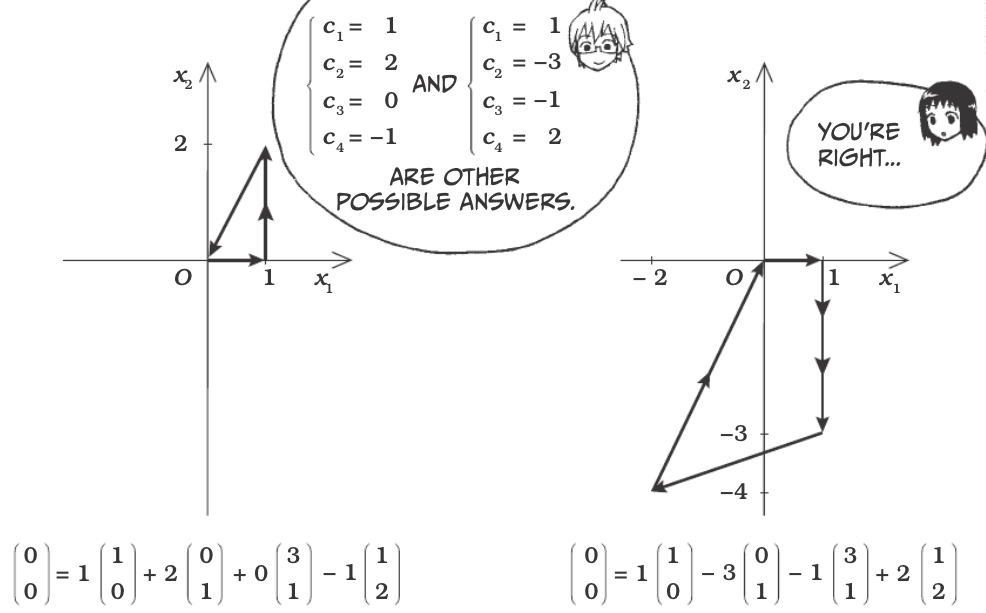 c₁ = 1
c₂ = 2
c₃ = 0
c₄ = −1
AND
c₁ = 1
c₂ = −3
c₃ = −1
c₄ = 2
ARE OTHER
POSSIBLE ANSWERS.
YOU'RE
RIGHT...
x₂
2
O
1
x₁
x₂
−2
O
1
x₁
−3
−4
(0 0) = 1 (1 0) + 2 (0 1) + 0 (3 1) − 1 (1 2)
(0 0) = 1 (1 0) − 3 (0 1) − 1 (3 1) + 2 (1 2)